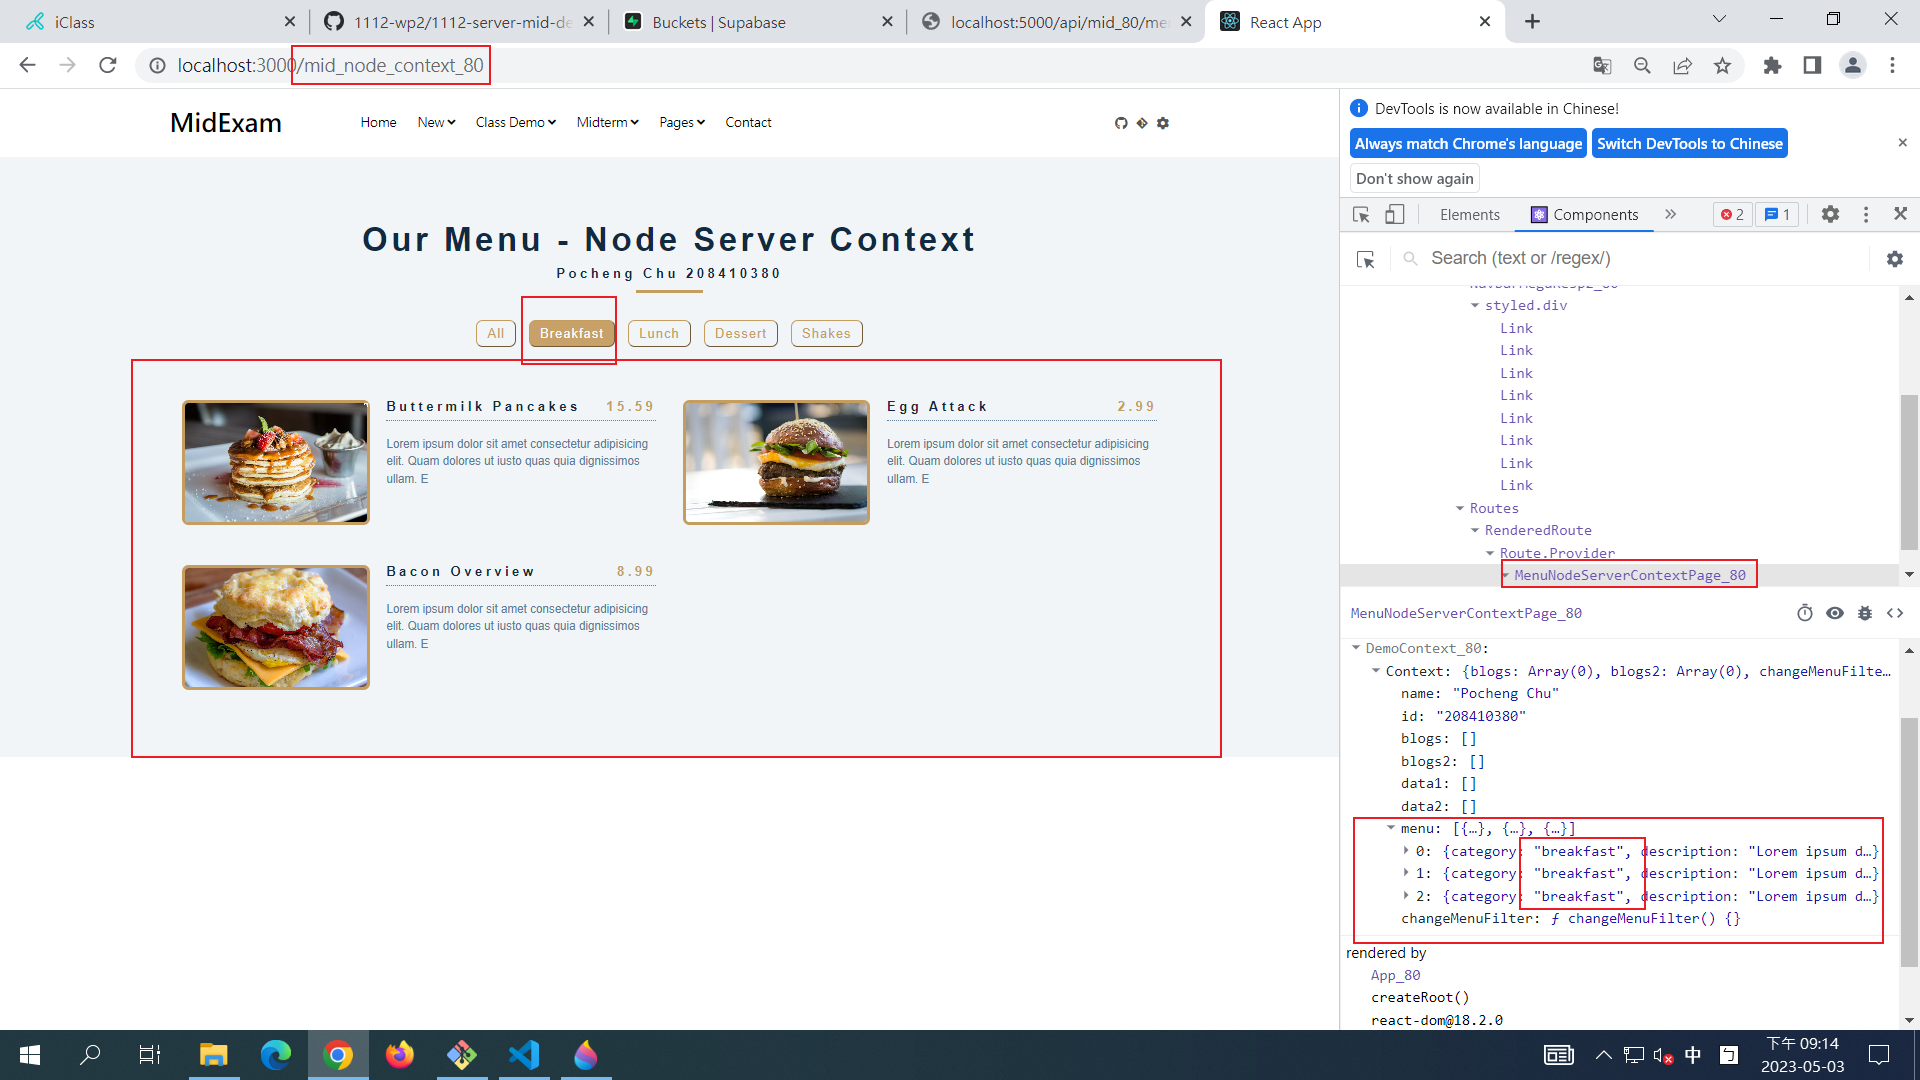 iClass
1112-wp2/1112-server-mid-de
Buckets | Supabase
localhost:5000/api/mid_80/me
React App
localhost:3000/mid_node_context_80
MidExam
Home New Class Demo Midterm Pages Contact
Our Menu - Node Server Context
Pocheng Chu 208410380
All Breakfast Lunch Dessert Shakes
Buttermilk Pancakes 15.59
Lorem ipsum dolor sit amet consectetur adipisicing
elit. Quam dolores ut iusto quas quia dignissimos
ullam. E
Egg Attack 2.99
Lorem ipsum dolor sit amet consectetur adipisicing
elit. Quam dolores ut iusto quas quia dignissimos
ullam. E
Bacon Overview 8.99
Lorem ipsum dolor sit amet consectetur adipisicing
elit. Quam dolores ut iusto quas quia dignissimos
ullam. E
DevTools is now available in Chinese!
Always match Chrome's language Switch DevTools to Chinese
Don't show again
Elements Components » 2 1
Search (text or /regex/)
styled.div
Link
Link
Link
Link
Link
Link
Link
Link
Routes
RenderedRoute
Route.Provider
MenuNodeServerContextPage_80
MenuNodeServerContextPage_80
DemoContext_80:
Context: {blogs: Array(0), blogs2: Array(0), changeMenuFilte…
name: "Pocheng Chu"
id: "208410380"
blogs: []
blogs2: []
data1: []
data2: []
menu: [{…}, {…}, {…}]
0: {category: "breakfast", description: "Lorem ipsum d…}
1: {category: "breakfast", description: "Lorem ipsum d…}
2: {category: "breakfast", description: "Lorem ipsum d…}
changeMenuFilter: ƒ changeMenuFilter() {}
rendered by
App_80
createRoot()
react-dom@18.2.0
中 ㄅ
下午 09:14
2023-05-03